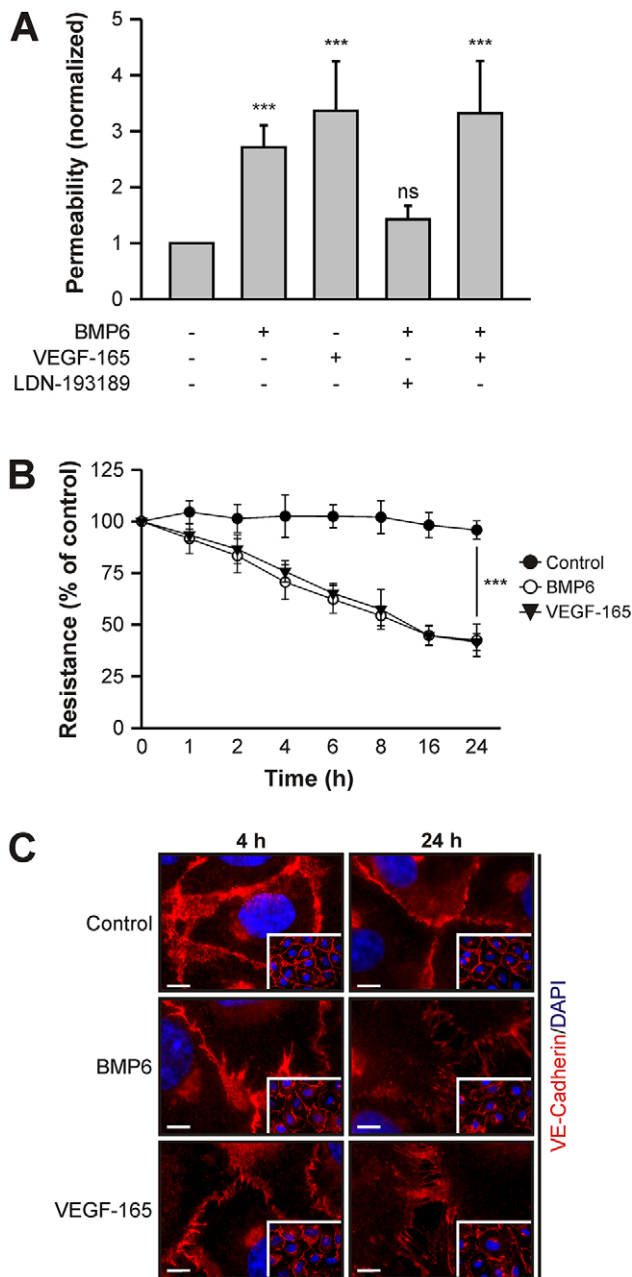 A
Permeability (normalized)
5
4
3
2
1
0
*** *** ns ***
BMP6 - + - + +
VEGF-165 - - + - +
LDN-193189 - - - + -
B
Resistance (% of control)
125
100
75
50
25
0
0 1 2 4 6 8 16 24
Time (h)
***
Control
BMP6
VEGF-165
C
4 h 24 h
Control
BMP6
VEGF-165
VE-Cadherin/DAPI